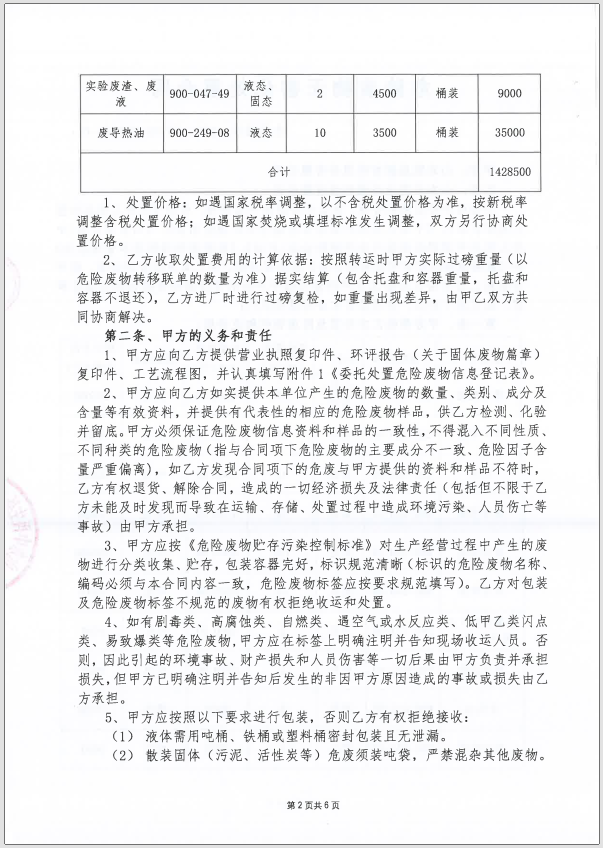 实验废渣、废液 900-047-49 液态、固态 2 4500 桶装 9000
废导热油 900-249-08 液态 10 3500 桶装 35000
合计 1428500
1、处置价格：如遇国家税率调整，以不含税处置价格为准，按新税率
调整含税处置价格；如遇国家焚烧或填埋标准发生调整，双方另行协商处
置价格。
2、乙方收取处置费用的计算依据：按照转运时甲方实际过磅重量（以
危险废物转移联单的数量为准）据实结算（包含托盘和容器重量，托盘和
容器不退还），乙方进厂时进行过磅复检，如重量出现差异，由甲乙双方共
同协商解决。
第二条、甲方的义务和责任
1、甲方应向乙方提供营业执照复印件、环评报告（关于固体废物篇章）
复印件、工艺流程图，并认真填写附件1《委托处置危险废物信息登记表》。
2、甲方应向乙方如实提供本单位产生的危险废物的数量、类别、成分及
含量等有效资料，并提供有代表性的相应的危险废物样品，供乙方检测、化验
并留底。甲方必须保证危险废物信息资料和样品的一致性，不得混入不同性质、
不同种类的危险废物（指与合同项下危险废物的主要成分不一致、危险因子含
量严重偏离），如乙方发现合同项下的危废与甲方提供的资料和样品不符时，
乙方有权退货、解除合同，造成的一切经济损失及法律责任（包括但不限于乙
方未能及时发现而导致在运输、存储、处置过程中造成环境污染、人员伤亡等
事故）由甲方承担。
3、甲方应按《危险废物贮存污染控制标准》对生产经营过程中产生的废
物进行分类收集、贮存，包装容器完好，标识规范清晰（标识的危险废物名称、
编码必须与本合同内容一致，危险废物标签应按要求规范填写）。乙方对包装
及危险废物标签不规范的废物有权拒绝收运和处置。
4、如有剧毒类、高腐蚀类、自燃类、遇空气或水反应类、低甲乙类闪点
类、易致爆类等危险废物，甲方应在标签上明确注明并告知现场收运人员。否
则，因此引起的环境事故、财产损失和人员伤害等一切后果由甲方负责并承担
损失，但甲方已明确注明并告知后发生的非因甲方原因造成的事故或损失由乙
方承担。
5、甲方应按照以下要求进行包装，否则乙方有权拒绝接收：
（1） 液体需用吨桶、铁桶或塑料桶密封包装且无泄漏。
（2） 散装固体（污泥、活性炭等）危废须装吨袋，严禁混杂其他废物。
第 2 页共 6 页